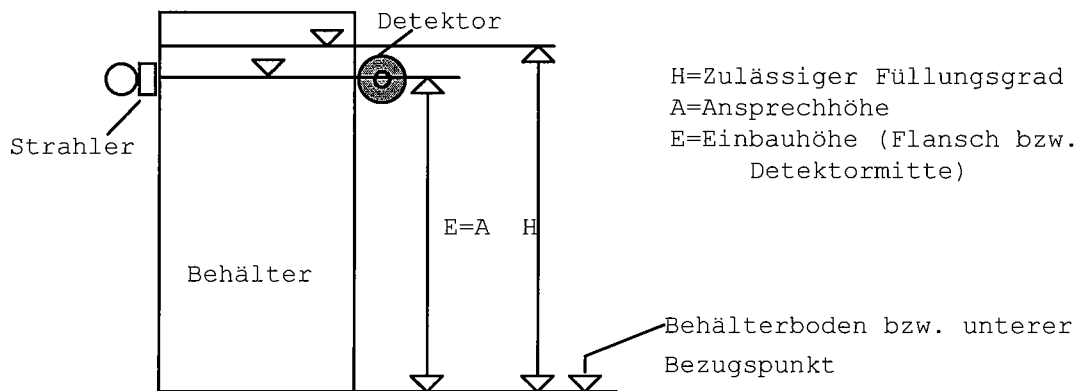 Detektor
H=Zulässiger Füllungsgrad
A=Ansprechhöhe
E=Einbauhöhe (Flansch bzw.
Detektormitte)
Strahler
E=A H
Behälter
Behälterboden bzw. unterer
Bezugspunkt